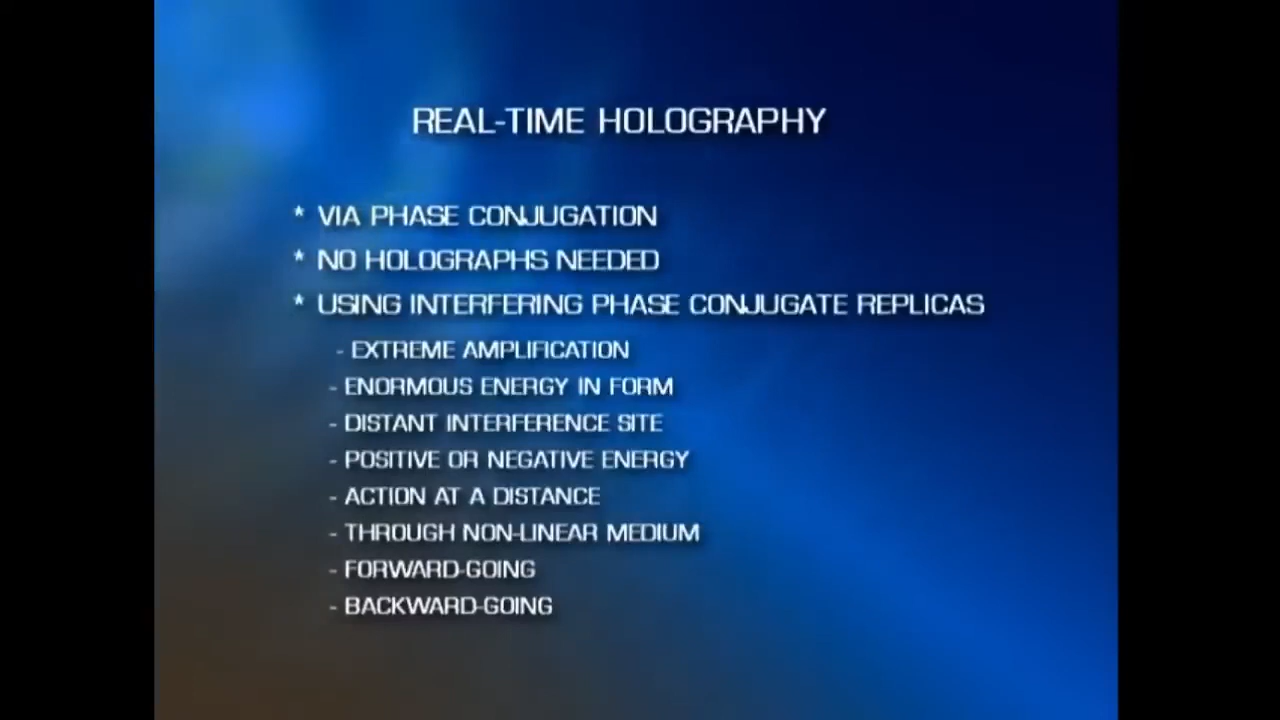 REAL-TIME HOLOGRAPHY
* VIA PHASE CONJUGATION
* NO HOLOGRAPHS NEEDED
* USING INTERFERING PHASE CONJUGATE REPLICAS
- EXTREME AMPLIFICATION
- ENORMOUS ENERGY IN FORM
- DISTANT INTERFERENCE SITE
- POSITIVE OR NEGATIVE ENERGY
- ACTION AT A DISTANCE
- THROUGH NON-LINEAR MEDIUM
- FORWARD-GOING
- BACKWARD-GOING